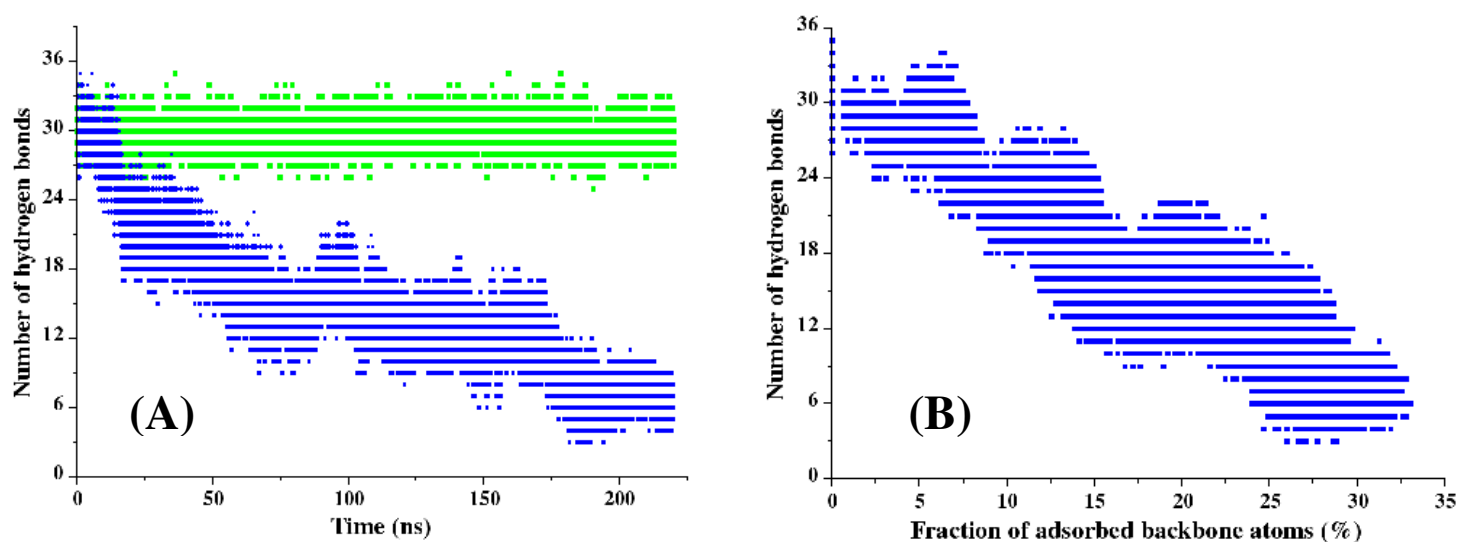 36
30
24
18
12
6
0
Number of hydrogen bonds
(A)
0 50 100 150 200
Time (ns)
36
30
24
18
12
6
0
Number of hydrogen bonds
(B)
0 5 10 15 20 25 30 35
Fraction of adsorbed backbone atoms (%)